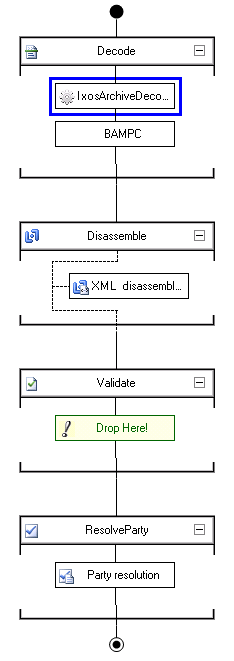 Decode
IxosArchiveDeco...
BAMPC
Disassemble
XML disassembl...
Validate
Drop Here!
ResolveParty
Party resolution